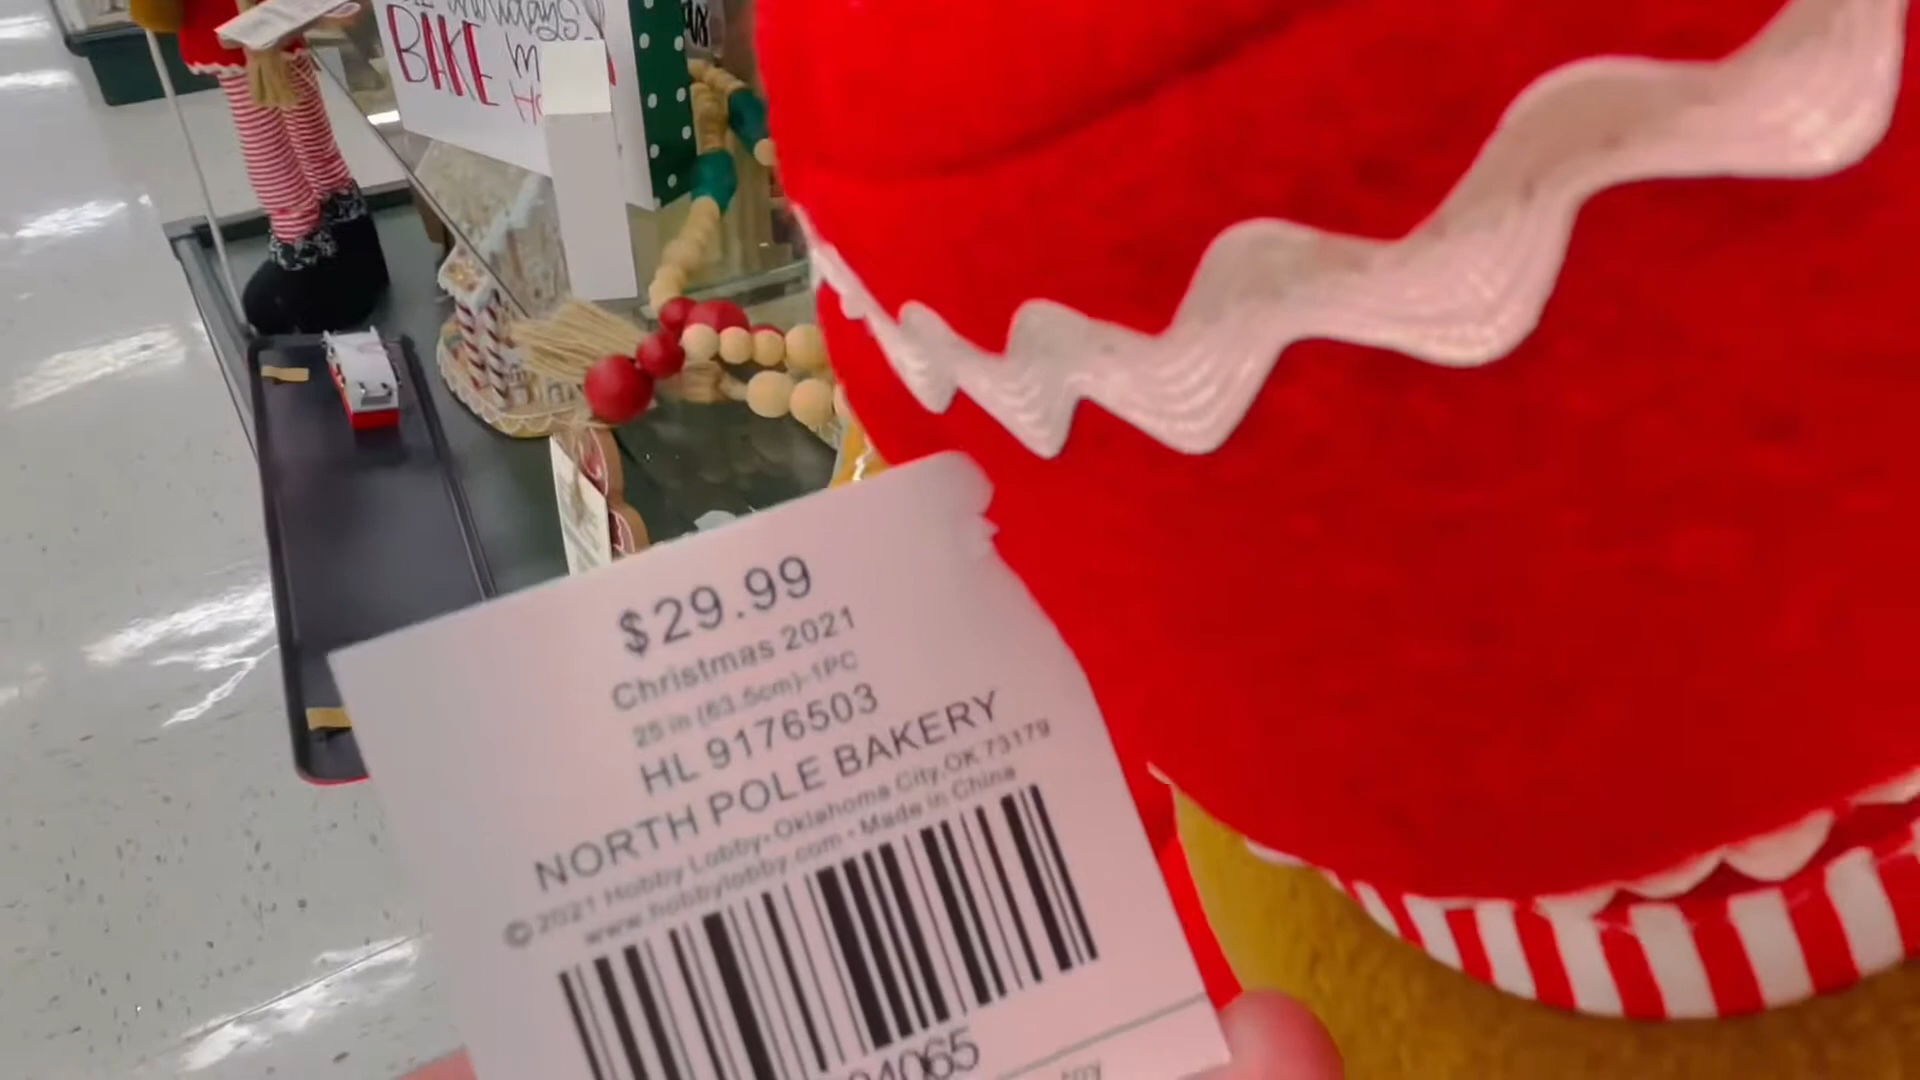 BAKE
$29.99
Christmas 2021
25 in (63.5cm)-1PC
HL 9176503
NORTH POLE BAKERY
© 2021 Hobby Lobby• Oklahoma City,OK 73179
www.hobbylobby.com • Made in China
4065